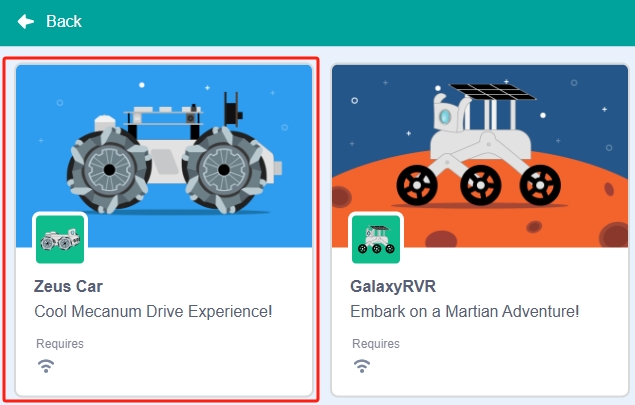 Back
Zeus Car
Cool Mecanum Drive Experience!
Requires
GalaxyRVR
Embark on a Martian Adventure!
Requires